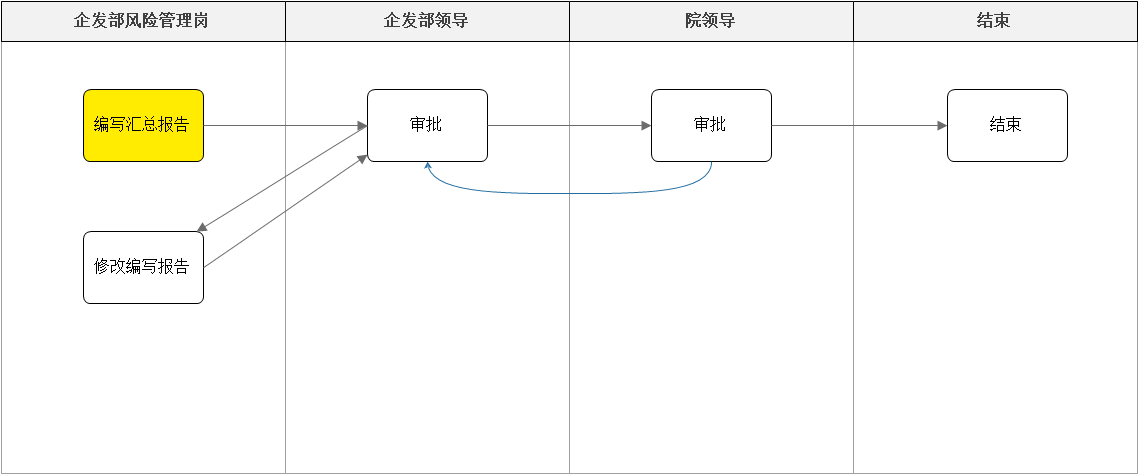 企发部风险管理岗
企发部领导
院领导
结束
编写汇总报告
审批
审批
结束
修改编写报告